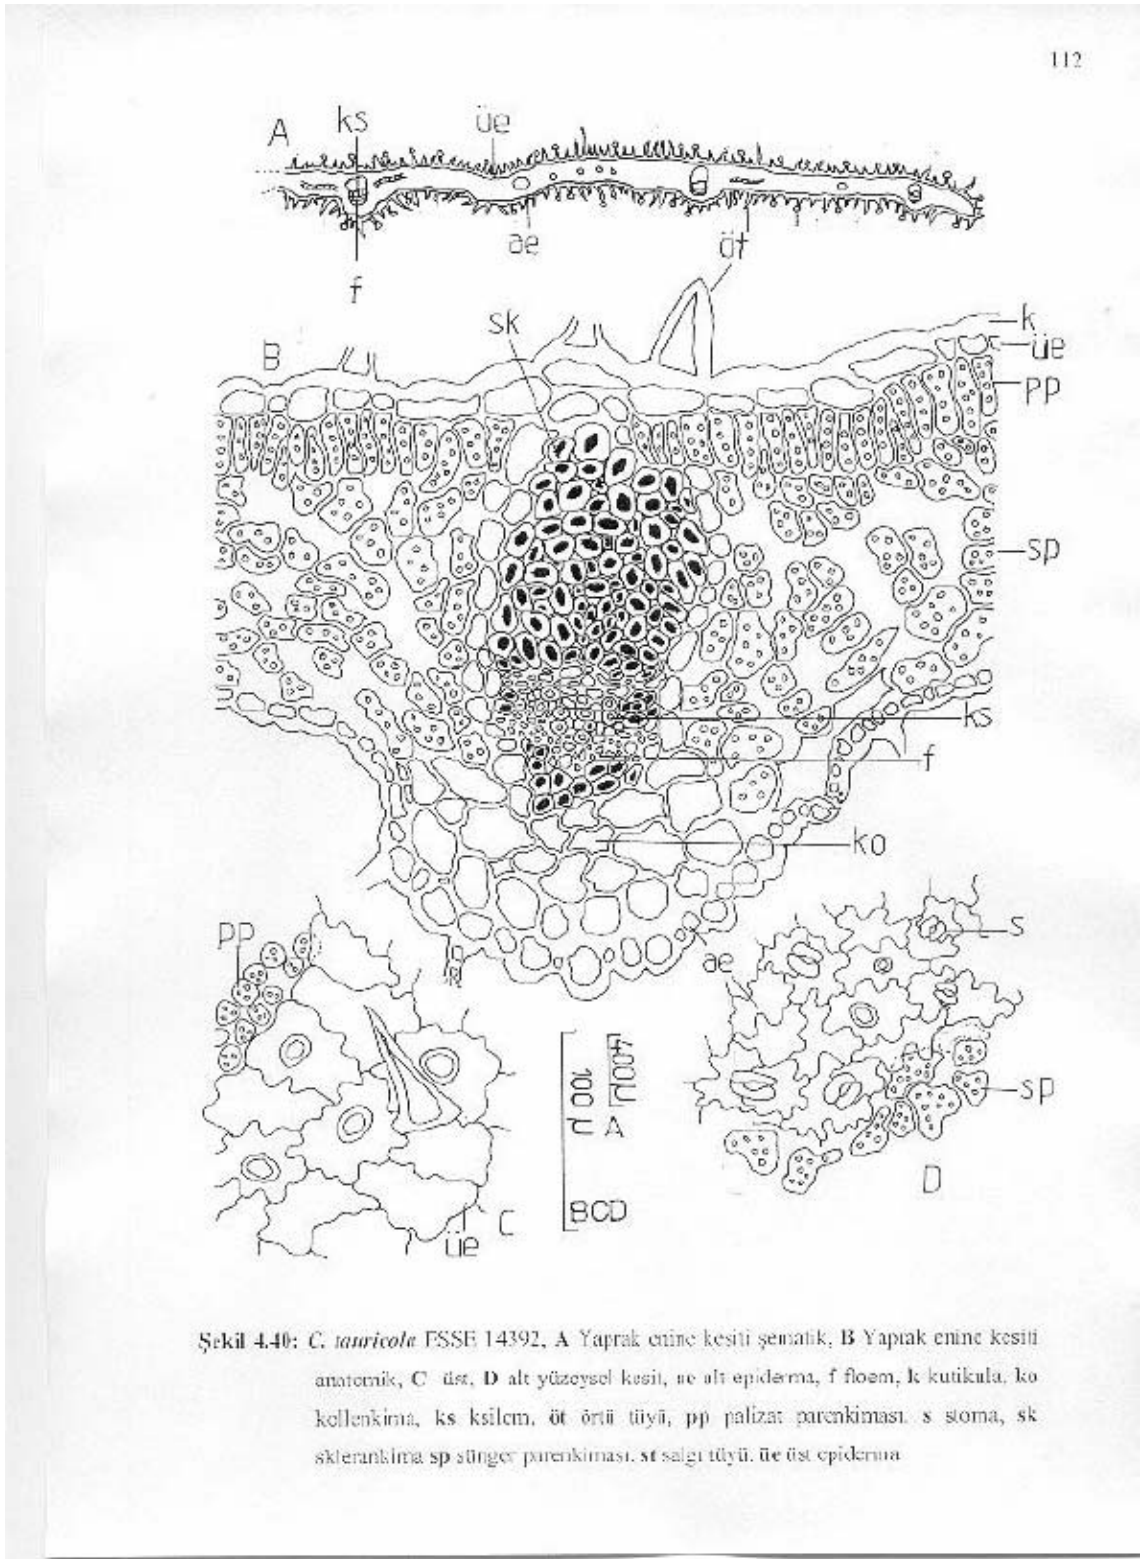 112
A ks üe
ae öt
f
sk
B
k
üe
pp
sp
ks
f
ko
pp
s
ae
400µ
100µ A
sp
D
BCD
C
üe
Şekil 4.40: C. tauricola ESSE 14392, A Yaprak enine kesiti şematik, B Yaprak enine kesiti
anatomik, C üst, D alt yüzeysel kesit, ae alt epiderma, f floem, k kutikula, ko
kollenkima, ks ksilem, öt örtü tüyü, pp palizat parenkiması, s stoma, sk
sklerankima sp sünger parenkiması, st salgı tüyü, üe üst epiderma